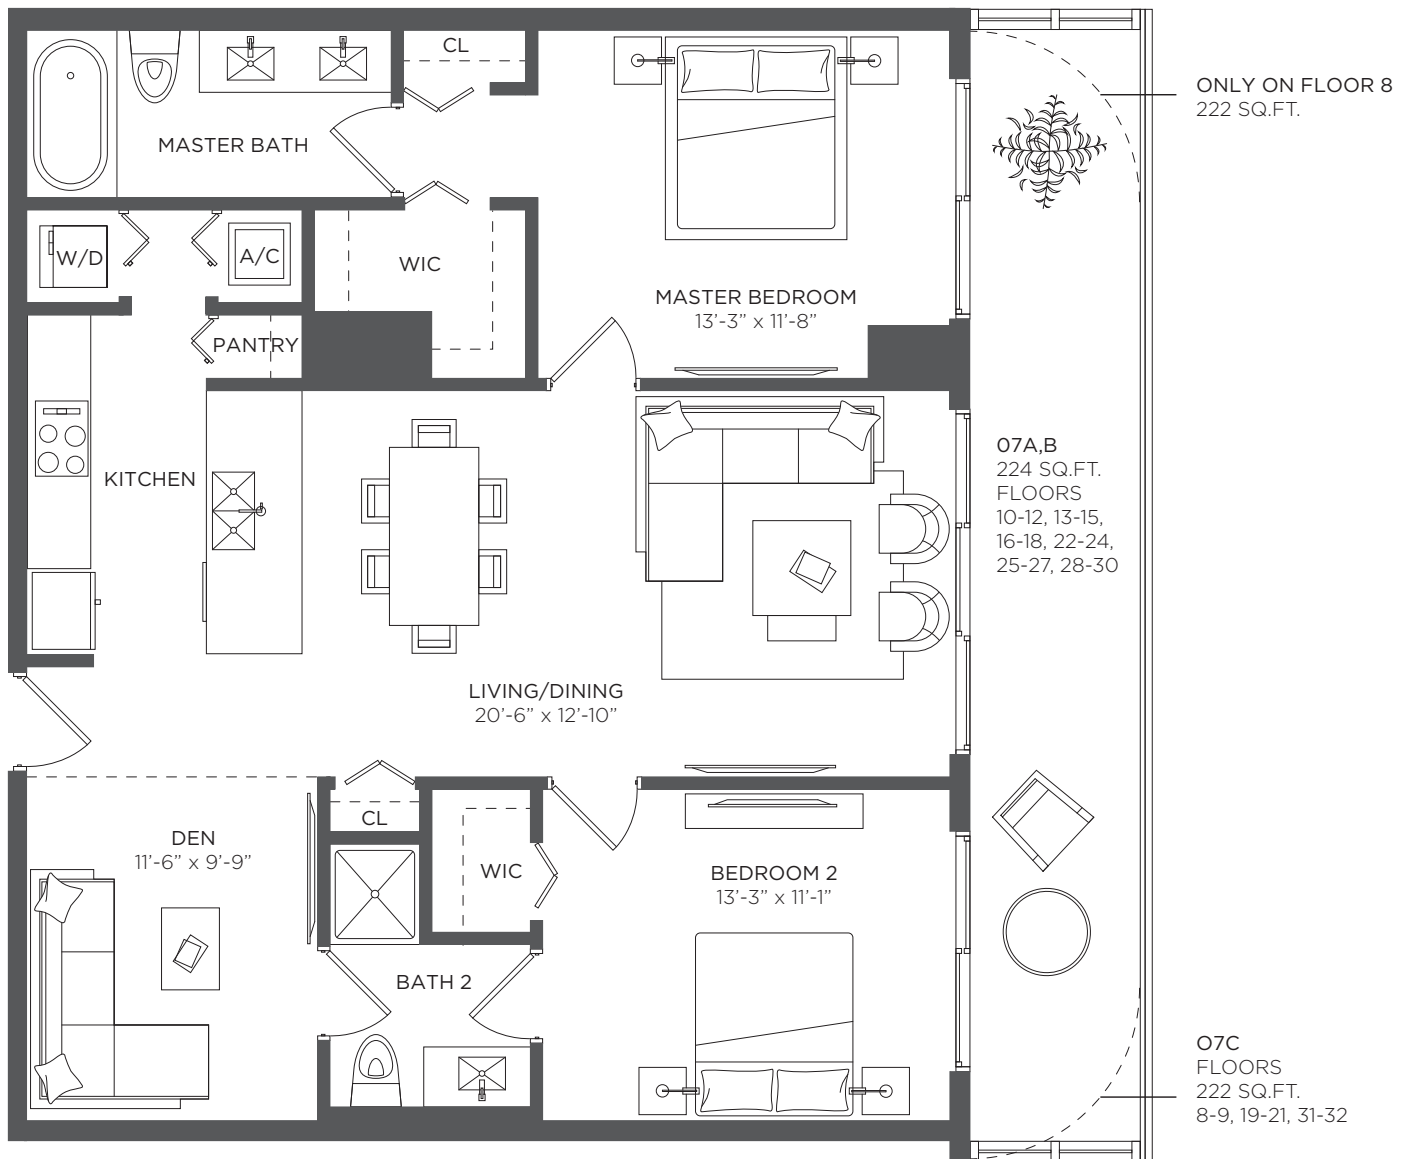 CL
ONLY ON FLOOR 8
222 SQ.FT.
MASTER BATH
W/D
A/C
WIC
MASTER BEDROOM
13'-3" x 11'-8"
PANTRY
KITCHEN
07A,B
224 SQ.FT.
FLOORS
10-12, 13-15,
16-18, 22-24,
25-27, 28-30
LIVING/DINING
20'-6" x 12'-10"
CL
DEN
11'-6" x 9'-9"
WIC
BEDROOM 2
13'-3" x 11'-1"
BATH 2
O7C
FLOORS
222 SQ.FT.
8-9, 19-21, 31-32